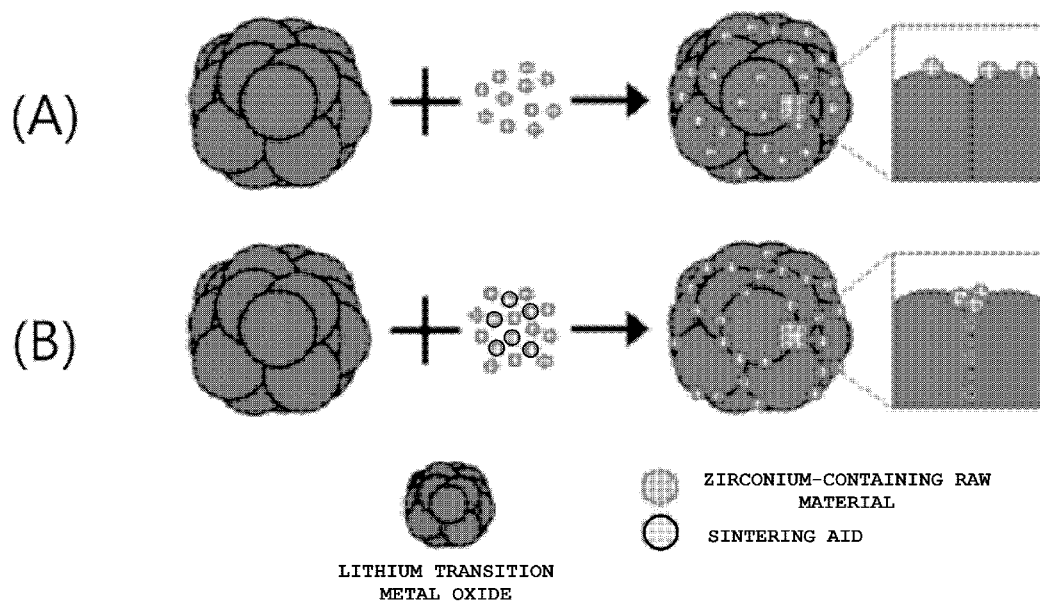 (A)
(B)
ZIRCONIUM-CONTAINING RAW
MATERIAL
SINTERING AID
LITHIUM TRANSITION
METAL OXIDE